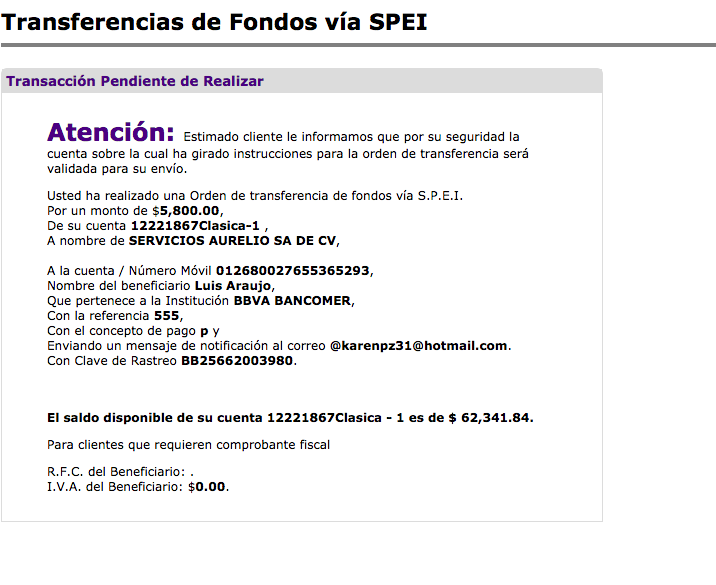 Transferencias de Fondos vía SPEI
Transacción Pendiente de Realizar
Atención: Estimado cliente le informamos que por su seguridad la
cuenta sobre la cual ha girado instrucciones para la orden de transferencia será
validada para su envío.
Usted ha realizado una Orden de transferencia de fondos vía S.P.E.I.
Por un monto de $5,800.00,
De su cuenta 12221867Clasica-1 ,
A nombre de SERVICIOS AURELIO SA DE CV,
A la cuenta / Número Móvil 012680027655365293,
Nombre del beneficiario Luis Araujo,
Que pertenece a la Institución BBVA BANCOMER,
Con la referencia 555,
Con el concepto de pago p y
Enviando un mensaje de notificación al correo @karenpz31@hotmail.com.
Con Clave de Rastreo BB25662003980.
El saldo disponible de su cuenta 12221867Clasica - 1 es de $ 62,341.84.
Para clientes que requieren comprobante fiscal
R.F.C. del Beneficiario: .
I.V.A. del Beneficiario: $0.00.